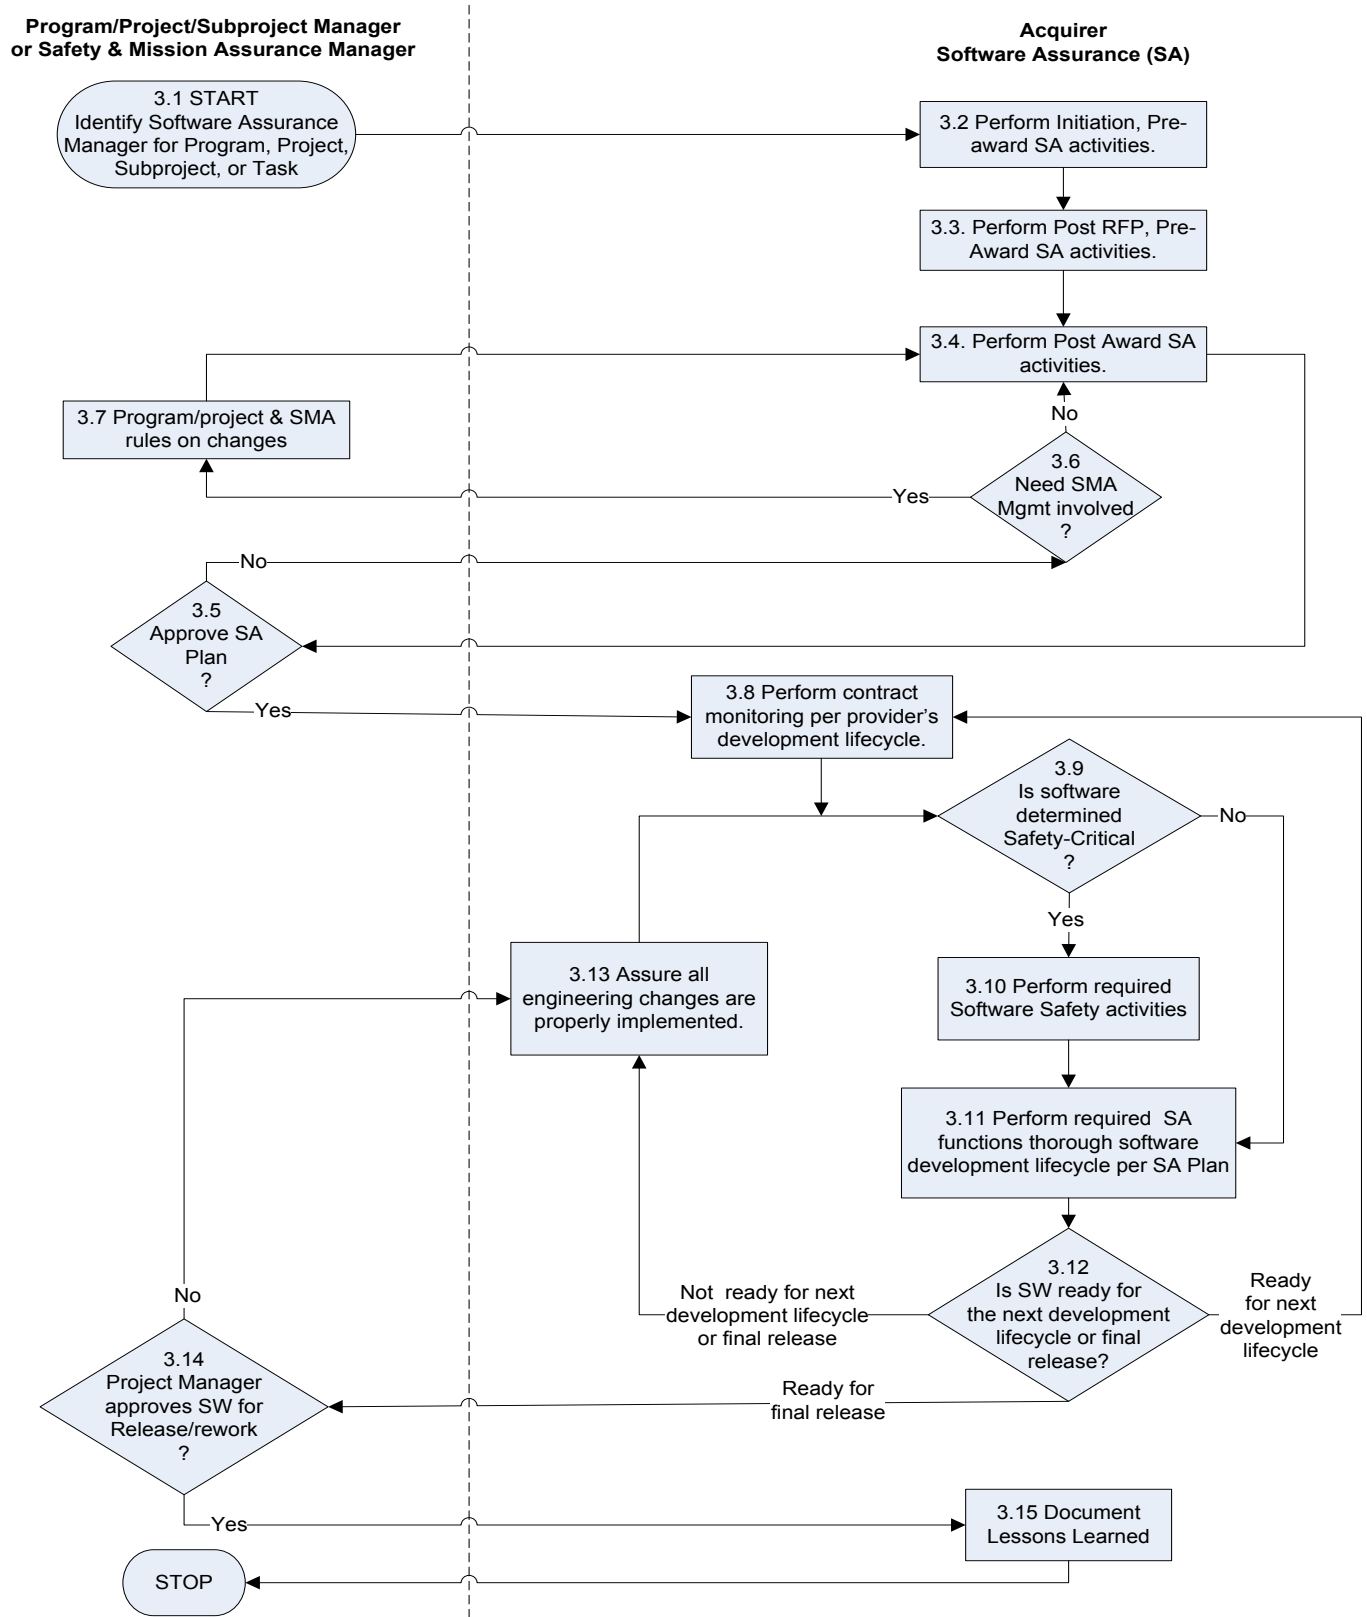 Program/Project/Subproject Manager
or Safety & Mission Assurance Manager
Acquirer
Software Assurance (SA)
3.1 START
Identify Software Assurance
Manager for Program, Project,
Subproject, or Task
3.2 Perform Initiation, Pre-
award SA activities.
3.3. Perform Post RFP, Pre-
Award SA activities.
3.4. Perform Post Award SA
activities.
No
3.7 Program/project & SMA
rules on changes
3.6
Need SMA
Mgmt involved
?
Yes
No
3.5
Approve SA
Plan
?
Yes
3.8 Perform contract
monitoring per provider’s
development lifecycle.
3.9
Is software
determined
Safety-Critical
?
No
Yes
3.13 Assure all
engineering changes are
properly implemented.
3.10 Perform required
Software Safety activities
3.11 Perform required  SA
functions thorough software
development lifecycle per SA Plan
3.12
Is SW ready for
the next development
lifecycle or final
release?
Not  ready for next
development lifecycle
or final release
Ready
for next
development
lifecycle
No
3.14
Project Manager
approves SW for
Release/rework
?
Ready for
final release
Yes
3.15 Document
Lessons Learned
STOP